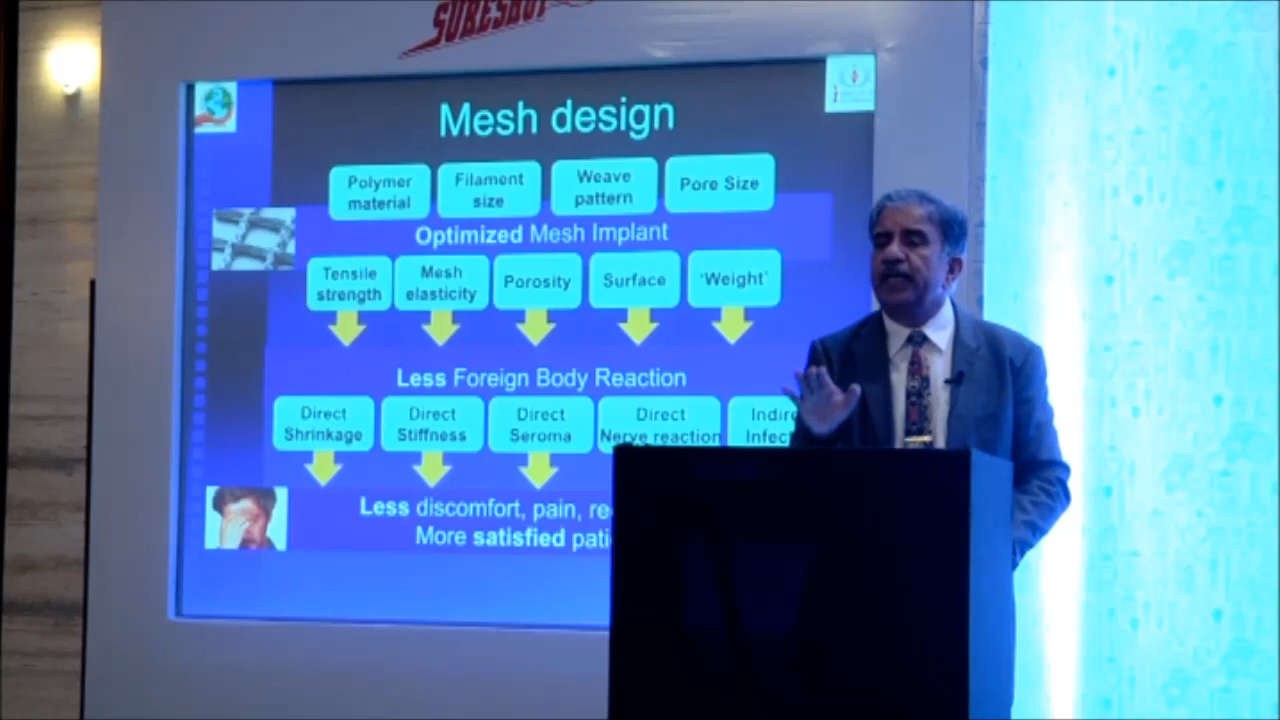 SURESHOT
Mesh design
Polymer
material
Filament
size
Weave
pattern
Pore Size
Optimized Mesh Implant
Tensile
strength
Mesh
elasticity
Porosity
Surface
‘Weight’
Less Foreign Body Reaction
Direct
Shrinkage
Direct
Stiffness
Direct
Seroma
Direct
Nerve reaction
Less discomfort, pain,
More satisfied